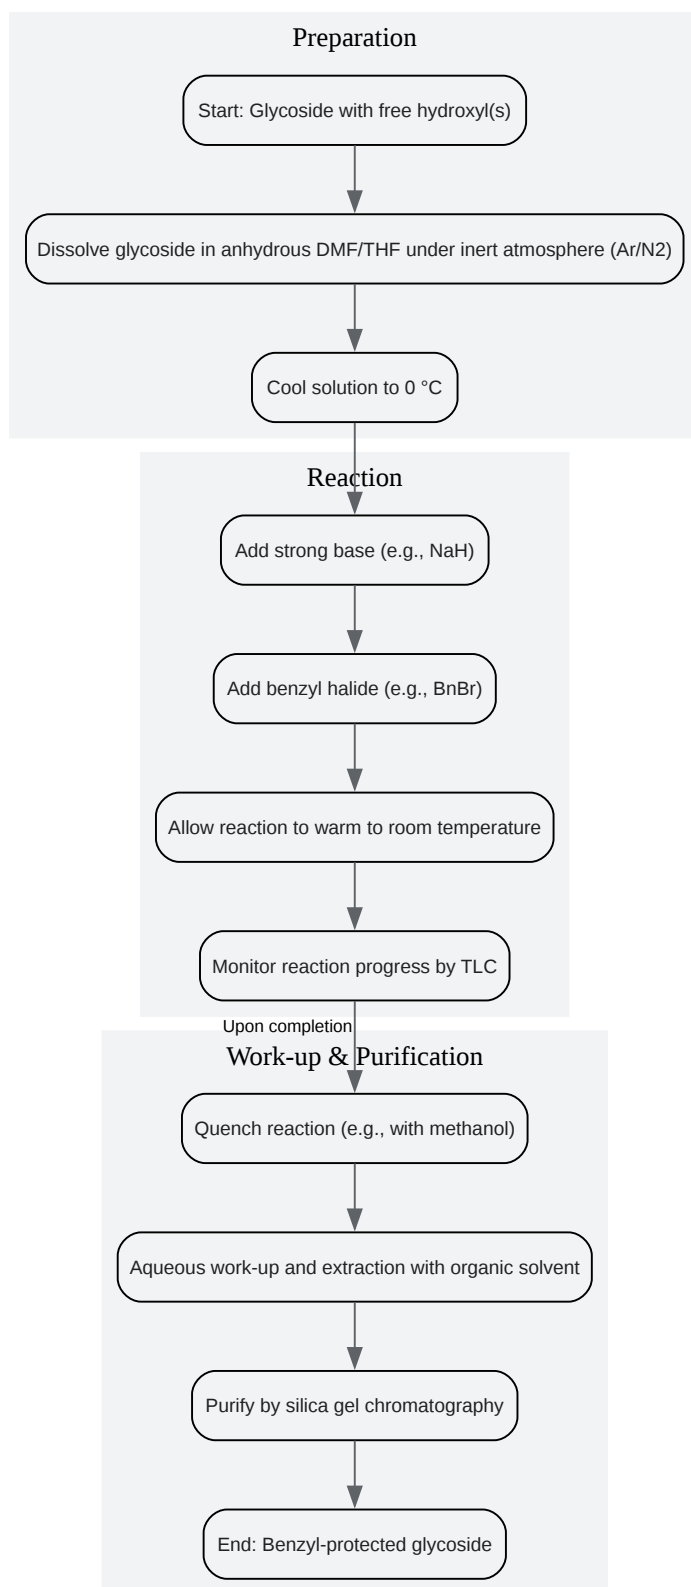 Preparation
Start: Glycoside with free hydroxyl(s)
Dissolve glycoside in anhydrous DMF/THF under inert atmosphere (Ar/N2)
Cool solution to 0 °C
Reaction
Add strong base (e.g., NaH)
Add benzyl halide (e.g., BnBr)
Allow reaction to warm to room temperature
Monitor reaction progress by TLC
Upon completion
Work-up & Purification
Quench reaction (e.g., with methanol)
Aqueous work-up and extraction with organic solvent
Purify by silica gel chromatography
End: Benzyl-protected glycoside